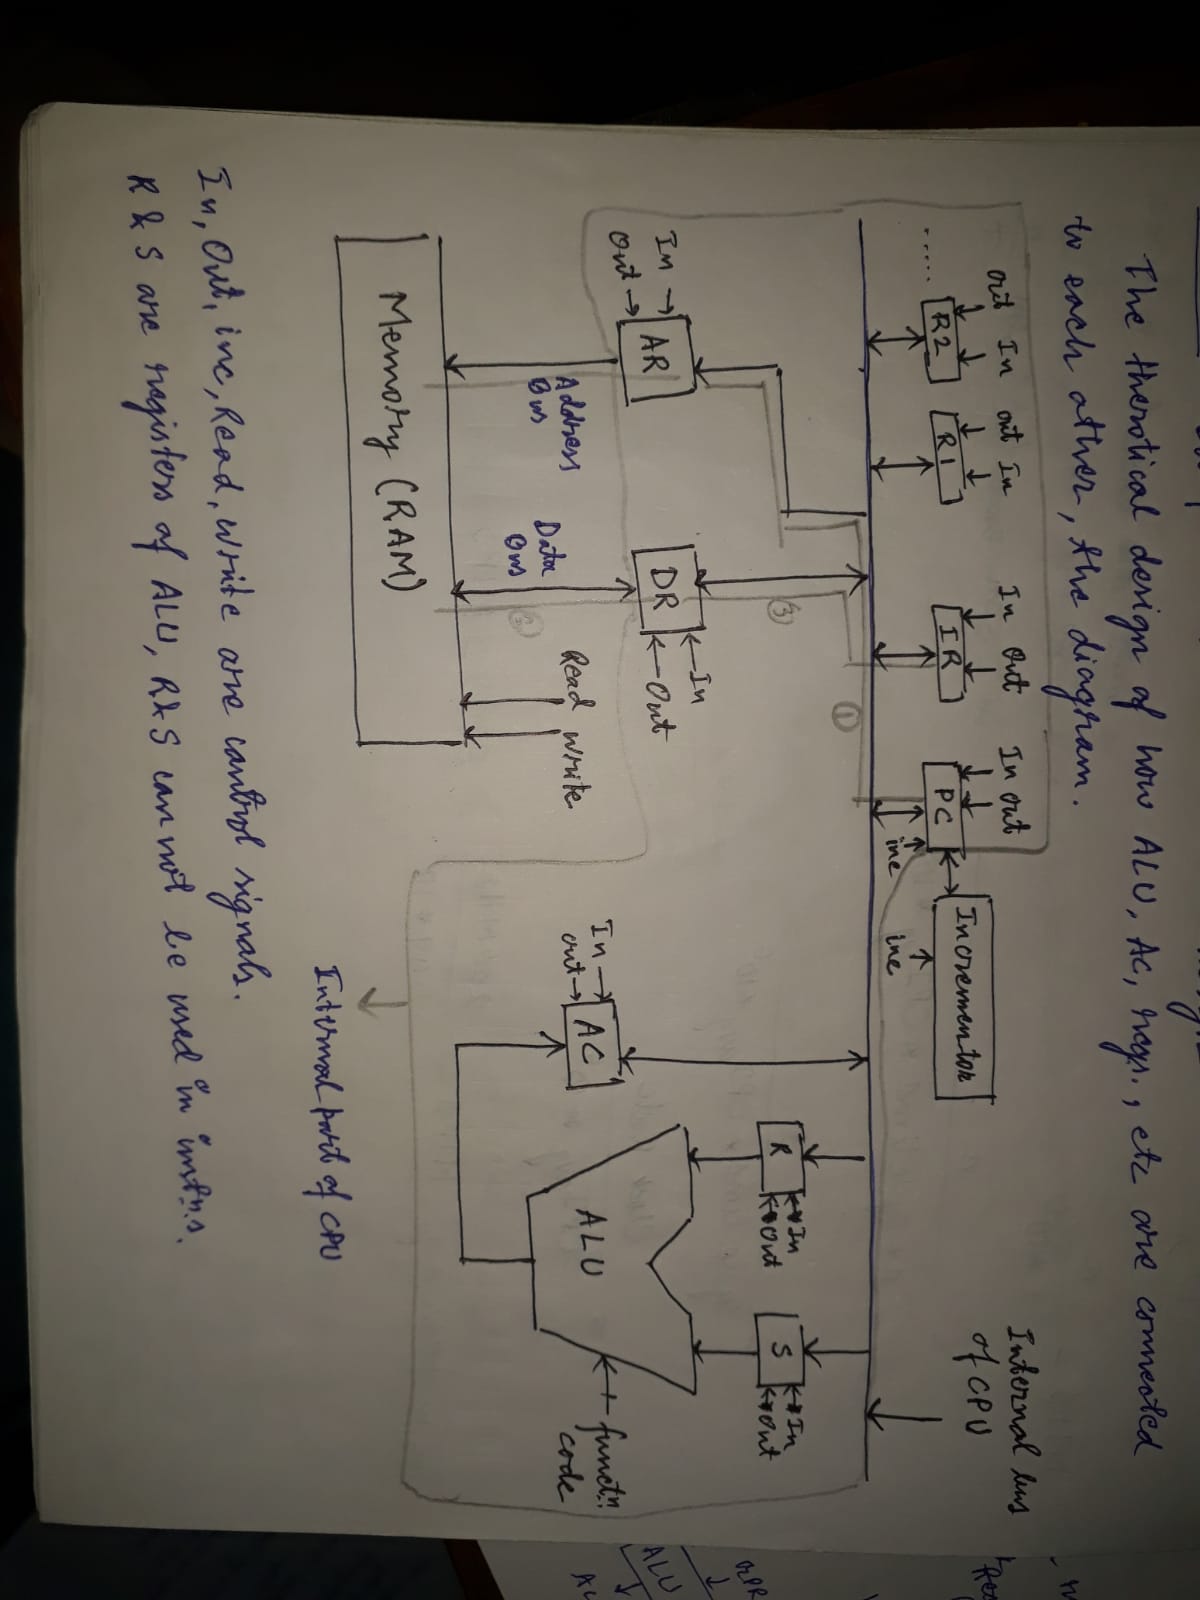 The therotical design of how ALU, AC, regs., etc are connected
to each other, the diagram.
Internal bus
of CPU
out In out In In Out In out
..... R2 R1 IR PC Incrementor
inc inc
①
③
R In Out
S In Out
In Out AR
DR In Out
In out AC
ALU
functn.
code
Address
Bus
Data
Bus
②
Read Write
Memory (RAM)
Internal part of CPU
In, Out, inc, Read, Write are control signals.
R & S are registers of ALU, R&S can not be used in instns.
ALU